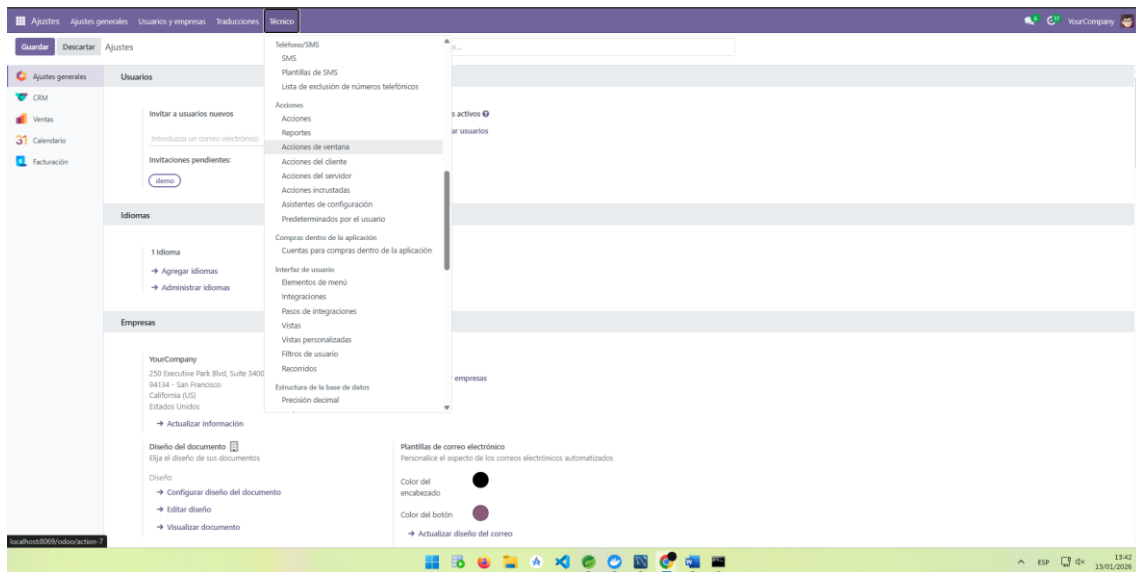 Ajustes Ajustes generales Usuarios y empresas Traducciones Técnico YourCompany
Guardar Descartar Ajustes
Ajustes generales
CRM
Ventas
31 Calendario
Facturación
Usuarios
Invitar a usuarios nuevos
Introduzca un correo electrónico
Invitaciones pendientes:
demo
s activos
ar usuarios
Idiomas
1 Idioma
→ Agregar idiomas
→ Administrar idiomas
Empresas
YourCompany
250 Executive Park Blvd, Suite 3400
94134 - San Francisco
California (US)
Estados Unidos
→ Actualizar información
empresas
Diseño del documento
Elija el diseño de sus documentos
Diseño
→ Configurar diseño del documento
→ Editar diseño
→ Visualizar documento
Plantillas de correo electrónico
Personalice el aspecto de los correos electrónicos automatizados
Color del
encabezado
Color del botón
→ Actualizar diseño del correo
Teléfono/SMS
SMS
Plantillas de SMS
Lista de exclusión de números telefónicos
Acciones
Acciones
Reportes
Acciones de ventana
Acciones del cliente
Acciones del servidor
Acciones incrustadas
Asistentes de configuración
Predeterminados por el usuario
Compras dentro de la aplicación
Cuentas para compras dentro de la aplicación
Interfaz de usuario
Elementos de menú
Integraciones
Pasos de integraciones
Vistas
Vistas personalizadas
Filtros de usuario
Recorridos
Estructura de la base de datos
Precisión decimal
localhost:8069/odoo/action-7
ESP
13:42
13/01/2026